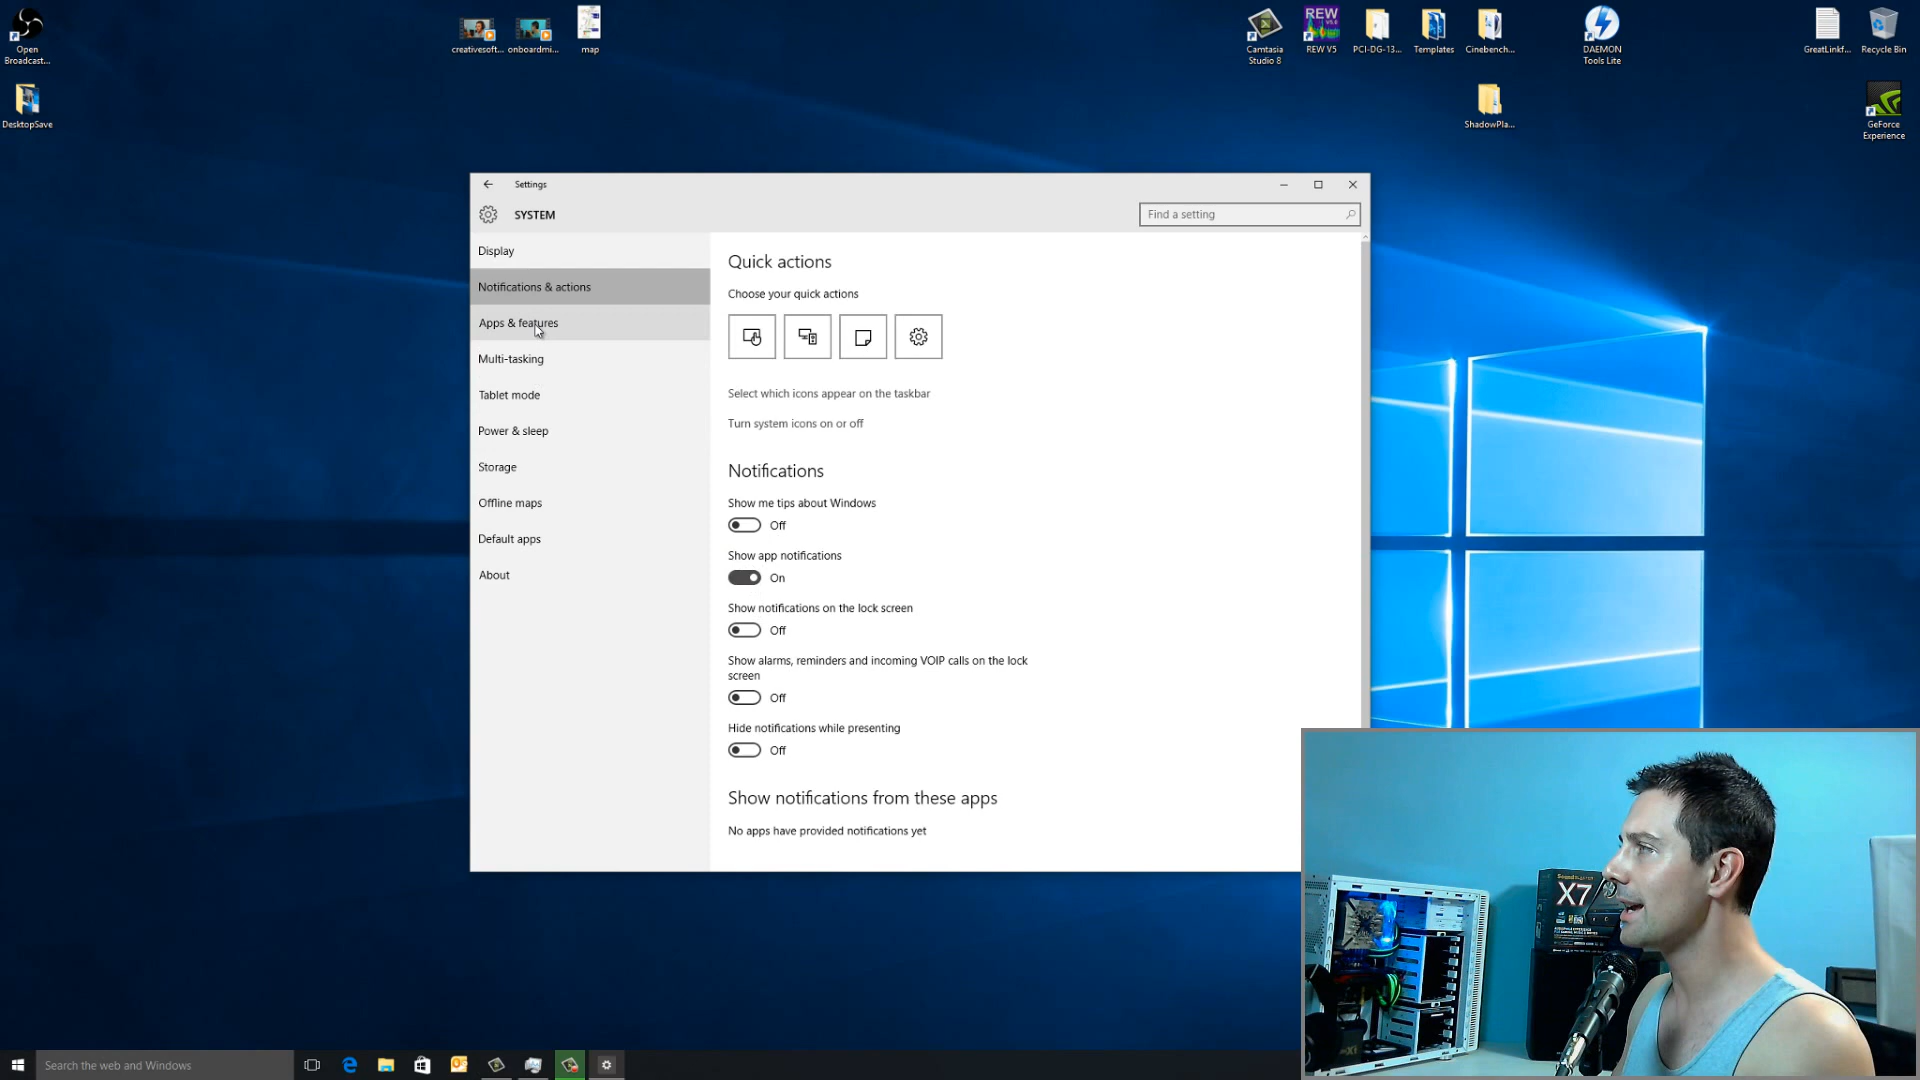 Open
Broadcast...
creativesoft...
onboardmi...
map
Camtasia
Studio 8
REW
REW V5
PCI-DG-13...
Templates
Cinebench...
DAEMON
Tools Lite
GreatLinkf...
Recycle Bin
DesktopSave
ShadowPla...
GeForce
Experience
Settings
SYSTEM
Find a setting
Display
Notifications & actions
Apps & features
Multi-tasking
Tablet mode
Power & sleep
Storage
Offline maps
Default apps
About
Quick actions
Choose your quick actions
Select which icons appear on the taskbar
Turn system icons on or off
Notifications
Show me tips about Windows
Off
Show app notifications
On
Show notifications on the lock screen
Off
Show alarms, reminders and incoming VOIP calls on the lock
screen
Off
Hide notifications while presenting
Off
Show notifications from these apps
No apps have provided notifications yet
X7
Search the web and Windows